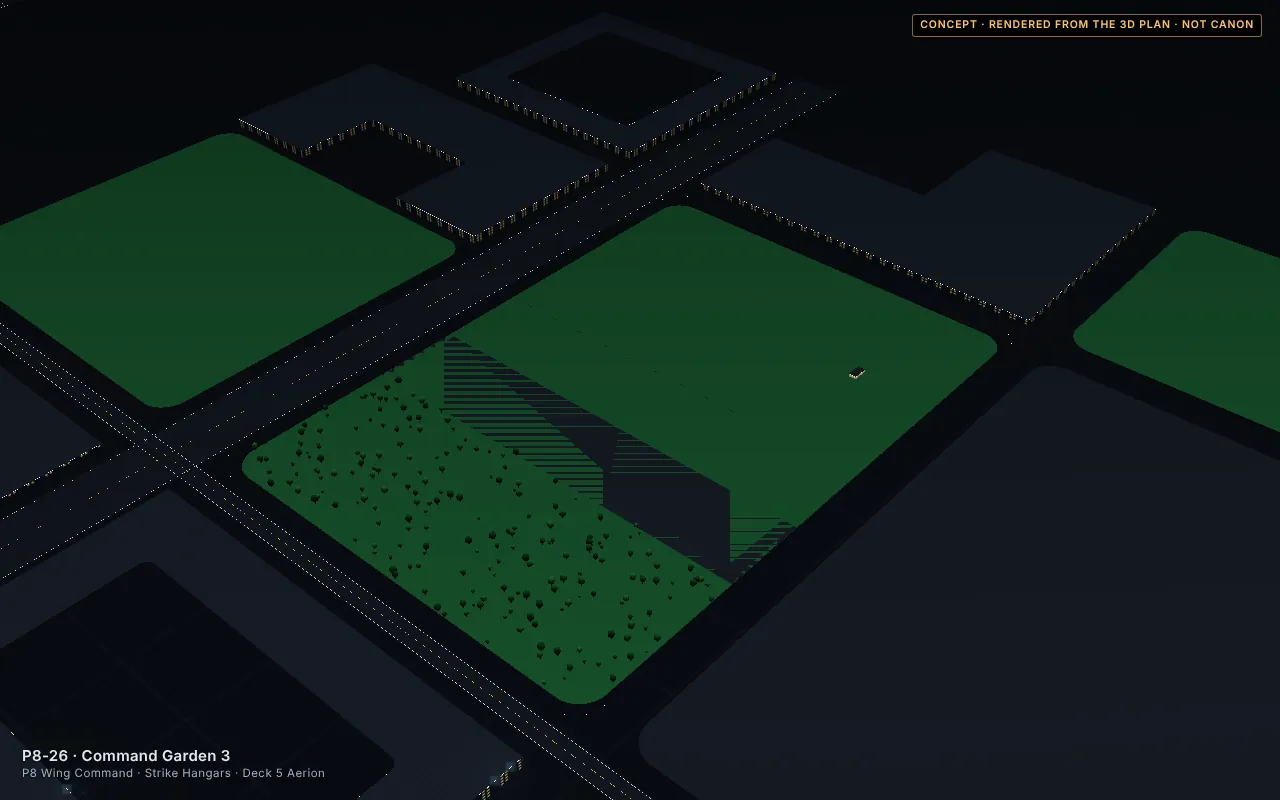 CONCEPT · RENDERED FROM THE 3D PLAN · NOT CANON
P8-26 · Command Garden 3
P8 Wing Command · Strike Hangars · Deck 5 Aerion